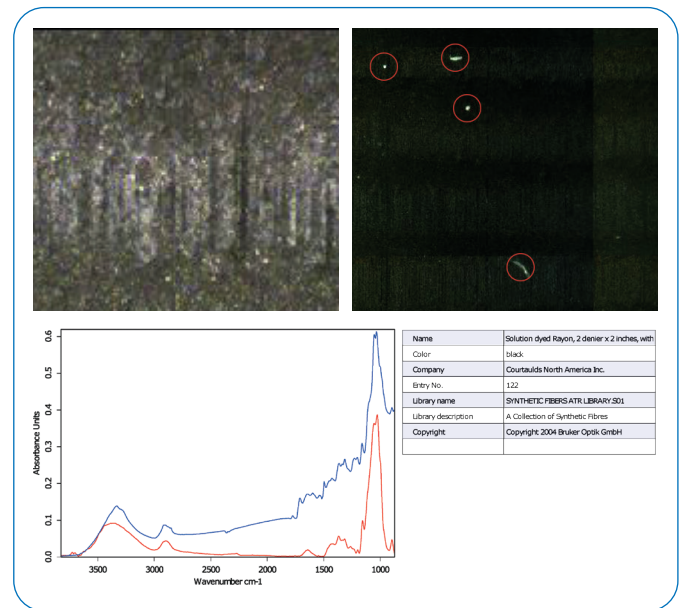 0.6
0.5
0.4
0.3
0.2
0.1
0.0
Absorbance Units
3500 3000 2500 2000 1500 1000
Wavenumber cm-1
Name Solution dyed Rayon, 2 denier x 2 inches, with
Color black
Company Courtaulds North America Inc.
Entry No. 122
Library name SYNTHETIC FIBERS ATR LIBRARY.S01
Library description A Collection of Synthetic Fibres
Copyright Copyright 2004 Bruker Optik GmbH